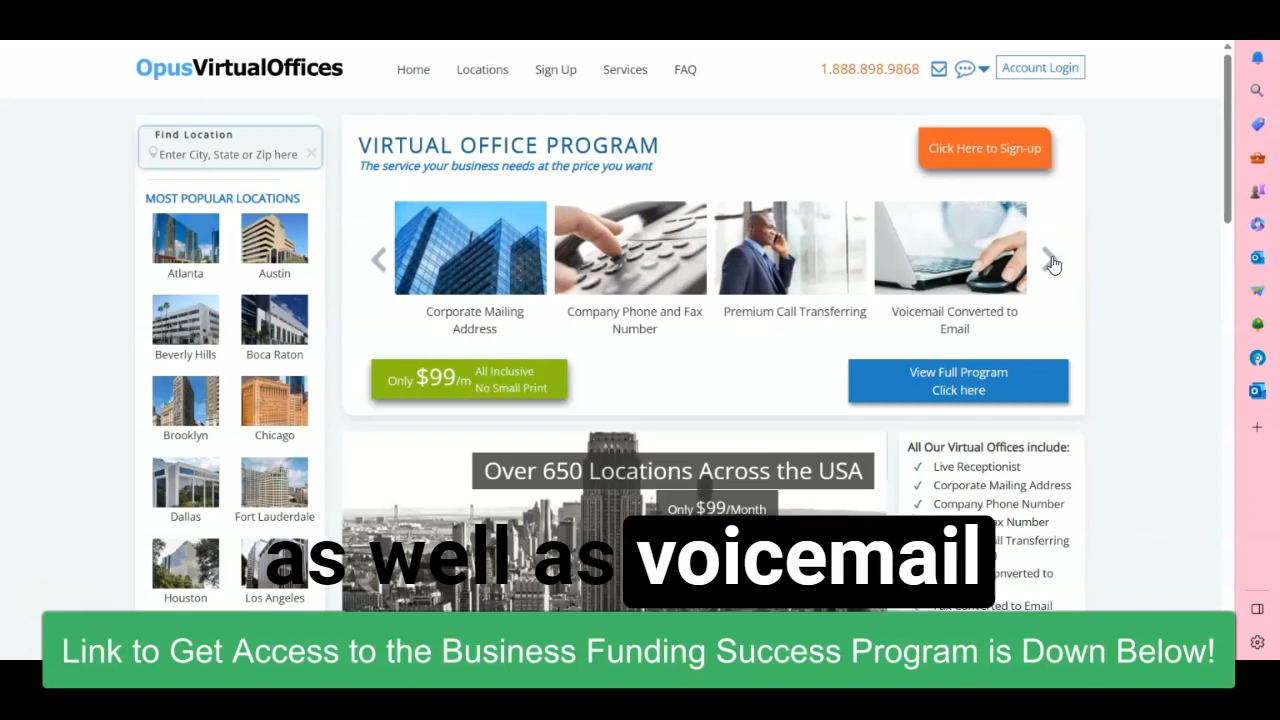 OpusVirtualOffices
Home
Locations
Sign Up
Services
FAQ
1.888.898.9868
Account Login
Find Location
Enter City, State or Zip here
MOST POPULAR LOCATIONS
Atlanta
Austin
Beverly Hills
Boca Raton
Brooklyn
Chicago
Dallas
Fort Lauderdale
Houston
Los Angeles
VIRTUAL OFFICE PROGRAM
The service your business needs at the price you want
Click Here to Sign-up
Corporate Mailing
Address
Company Phone and Fax
Number
Premium Call Transferring
Voicemail Converted to
Email
Only $99/m
All Inclusive
No Small Print
View Full Program
Click here
Over 650 Locations Across the USA
Only $99/Month
All Our Virtual Offices include:
Live Receptionist
Corporate Mailing Address
Company Phone Number
Number
Transferring
to
to Email
as well as voicemail
Link to Get Access to the Business Funding Success Program is Down Below!